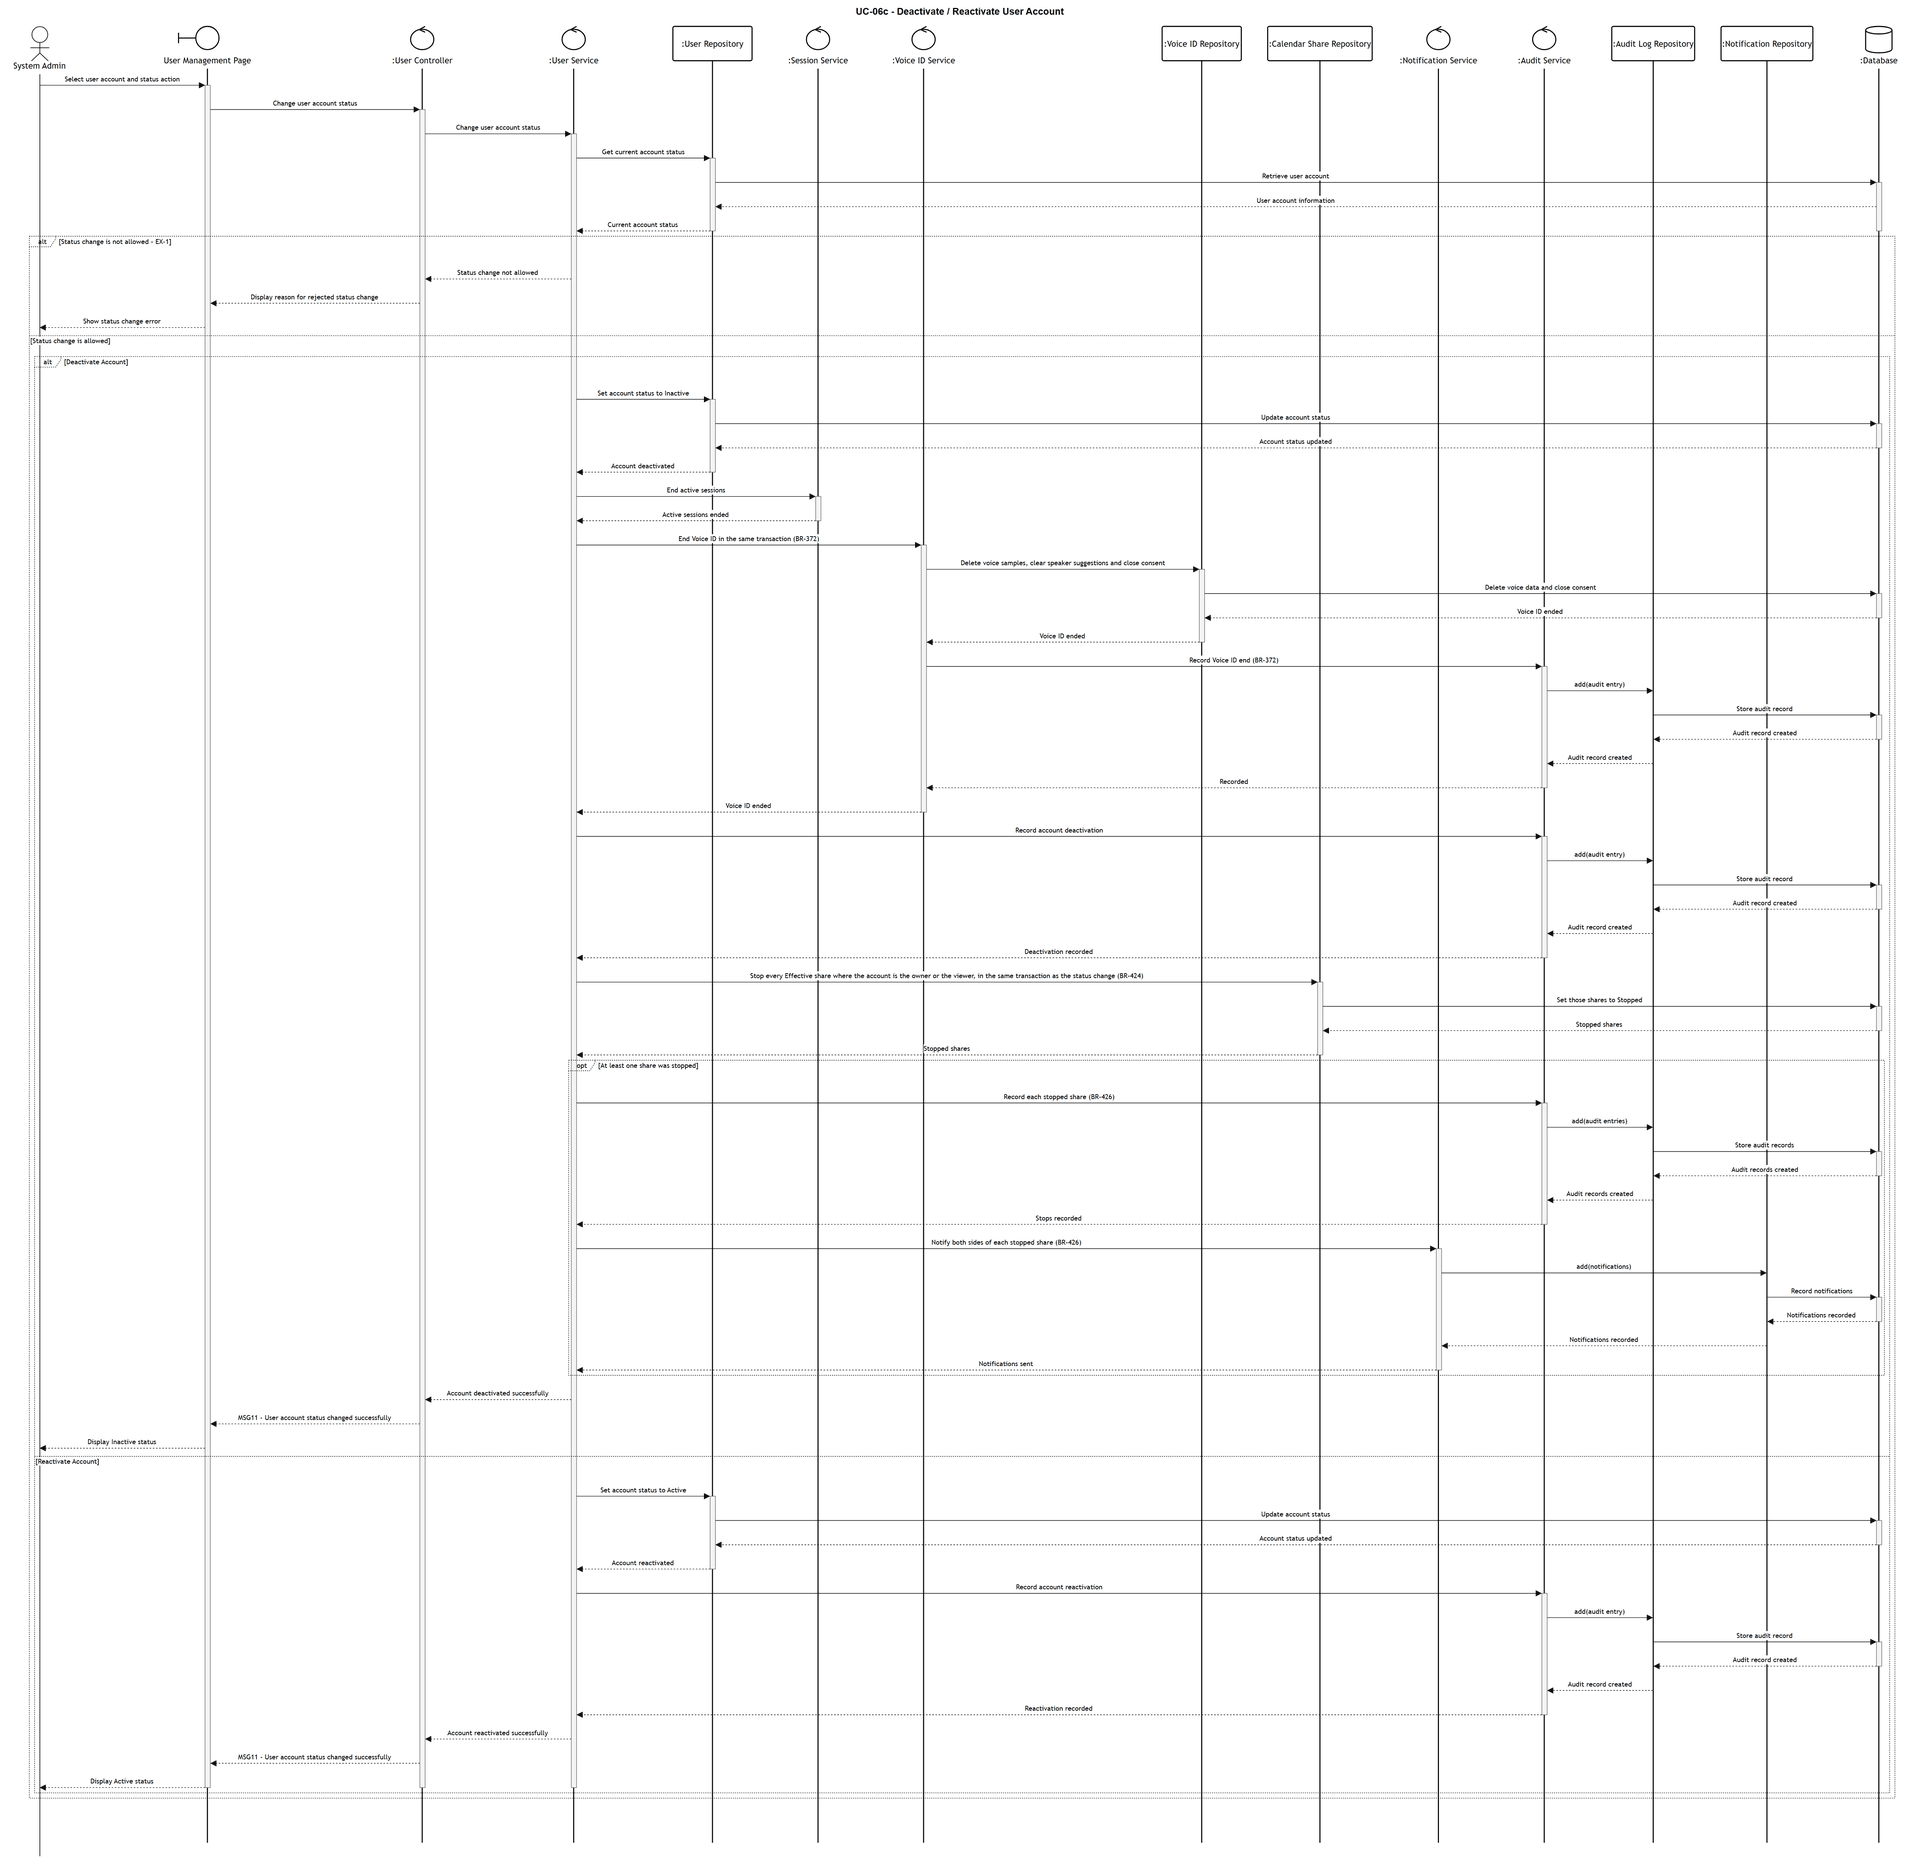 UC-06c - Deactivate / Reactivate User Account
System Admin
User Management Page
:User Controller
:User Service
:User Repository
:Session Service
:Voice ID Service
:Voice ID Repository
:Calendar Share Repository
:Notification Service
:Audit Service
:Audit Log Repository
:Notification Repository
:Database
Select user account and status action
Change user account status
Change user account status
Get current account status
Retrieve user account
User account information
Current account status
alt [Status change is not allowed - EX-1]
Status change not allowed
Display reason for rejected status change
Show status change error
[Status change is allowed]
alt [Deactivate Account]
Set account status to Inactive
Update account status
Account status updated
Account deactivated
End active sessions
Active sessions ended
End Voice ID in the same transaction (BR-372)
Delete voice samples, clear speaker suggestions and close consent
Delete voice data and close consent
Voice ID ended
Voice ID ended
Record Voice ID end (BR-372)
add(audit entry)
Store audit record
Audit record created
Audit record created
Recorded
Voice ID ended
Record account deactivation
add(audit entry)
Store audit record
Audit record created
Audit record created
Deactivation recorded
Stop every Effective share where the account is the owner or the viewer, in the same transaction as the status change (BR-424)
Set those shares to Stopped
Stopped shares
Stopped shares
opt [At least one share was stopped]
Record each stopped share (BR-426)
add(audit entries)
Store audit records
Audit records created
Audit records created
Stops recorded
Notify both sides of each stopped share (BR-426)
add(notifications)
Record notifications
Notifications recorded
Notifications recorded
Notifications sent
Account deactivated successfully
MSG11 - User account status changed successfully
Display Inactive status
[Reactivate Account]
Set account status to Active
Update account status
Account status updated
Account reactivated
Record account reactivation
add(audit entry)
Store audit record
Audit record created
Audit record created
Reactivation recorded
Account reactivated successfully
MSG11 - User account status changed successfully
Display Active status